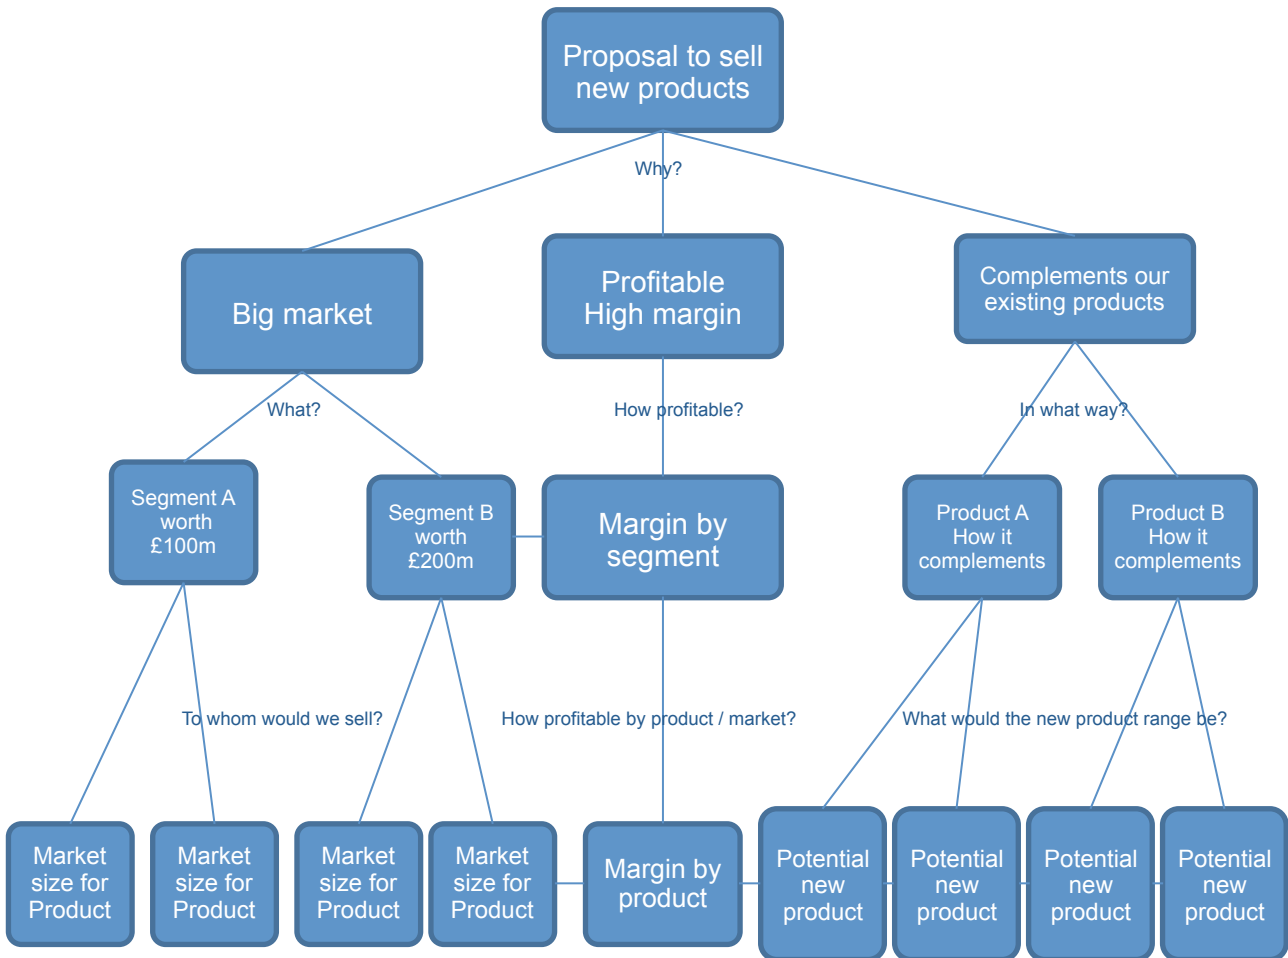 Proposal to sell
new products
Why?
Big market
Profitable
High margin
Complements our
existing products
What?
How profitable?
In what way?
Segment A
worth
£100m
Segment B
worth
£200m
Margin by
segment
Product A
How it
complements
Product B
How it
complements
To whom would we sell?
How profitable by product / market?
What would the new product range be?
Market
size for
Product
Market
size for
Product
Market
size for
Product
Market
size for
Product
Margin by
product
Potential
new
product
Potential
new
product
Potential
new
product
Potential
new
product